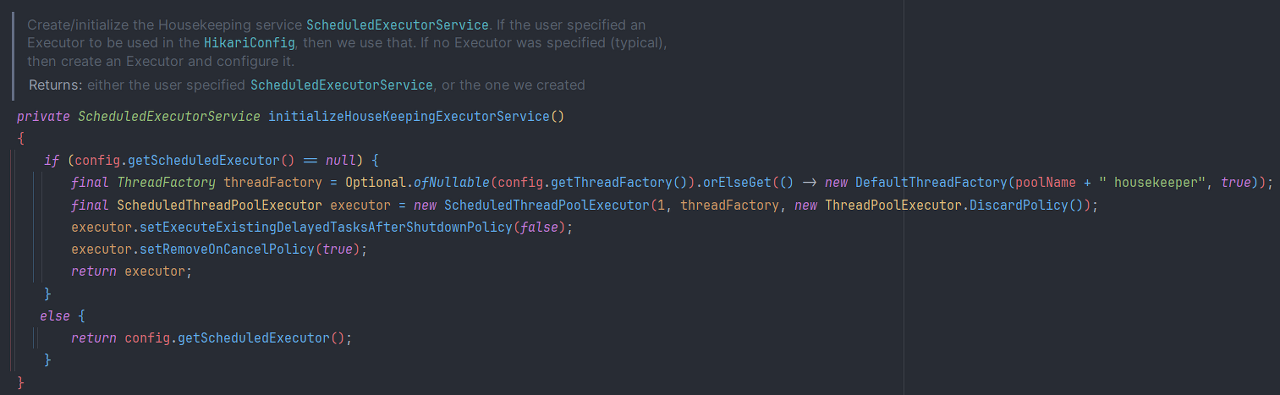 Create/initialize the Housekeeping service ScheduledExecutorService. If the user specified an
Executor to be used in the HikariConfig, then we use that. If no Executor was specified (typical),
then create an Executor and configure it.
Returns: either the user specified ScheduledExecutorService, or the one we created
private ScheduledExecutorService initializeHouseKeepingExecutorService()
{
if (config.getScheduledExecutor() == null) {
final ThreadFactory threadFactory = Optional.ofNullable(config.getThreadFactory()).orElseGet(() -> new DefaultThreadFactory(poolName + " housekeeper", true));
final ScheduledThreadPoolExecutor executor = new ScheduledThreadPoolExecutor(1, threadFactory, new ThreadPoolExecutor.DiscardPolicy());
executor.setExecuteExistingDelayedTasksAfterShutdownPolicy(false);
executor.setRemoveOnCancelPolicy(true);
return executor;
}
else {
return config.getScheduledExecutor();
}
}